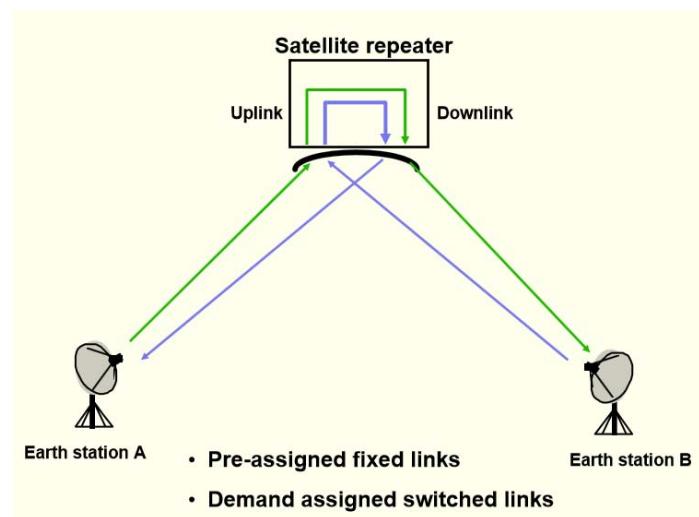 Satellite repeater
Uplink
Downlink
Earth station A
Earth station B
• Pre-assigned fixed links
• Demand assigned switched links